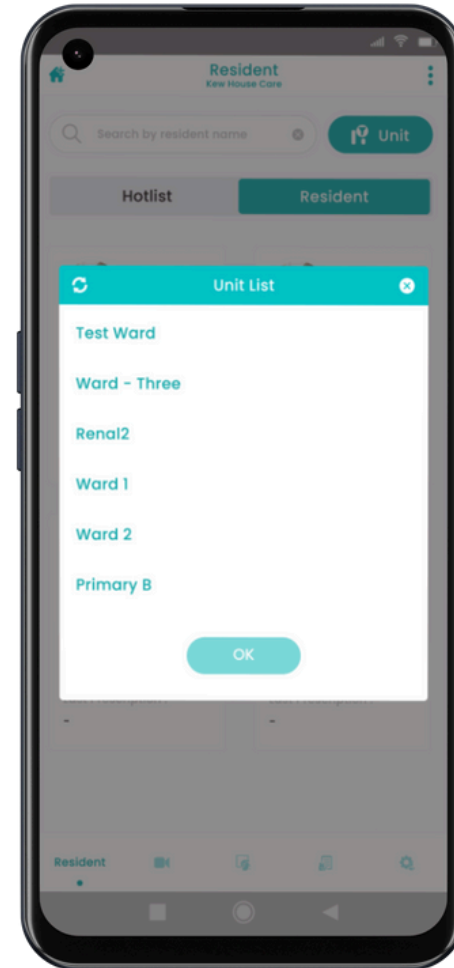 Resident
Kew House Care
Search by resident name
Unit
Hotlist
Resident
Unit List
Test Ward
Ward - Three
Renal2
Ward 1
Ward 2
Primary B
OK
-
-
Resident